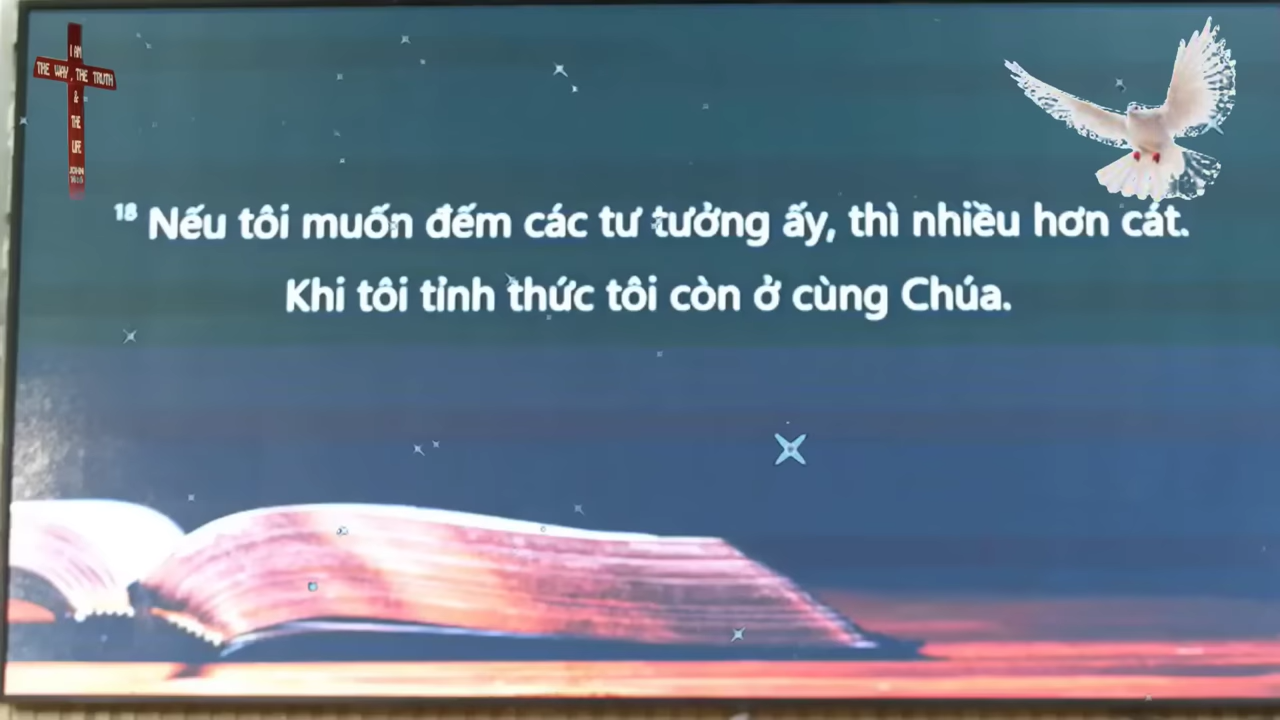 I AM
THE WAY, THE TRUTH
&
THE
LIFE
JOHN
18 Nếu tôi muốn đếm các tư tưởng ấy, thì nhiều hơn cát.
Khi tôi tỉnh thức tôi còn ở cùng Chúa.